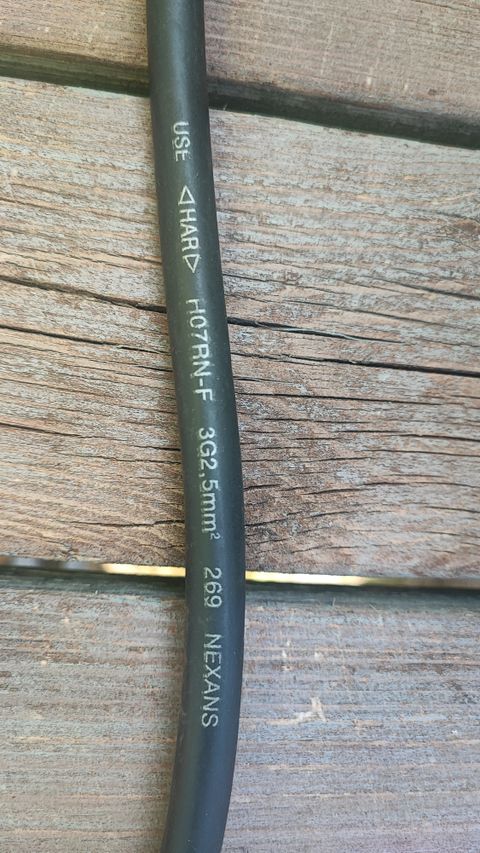 USE ◁HAR▷ H07RN-F 3G2,5mm² 269 NEXANS